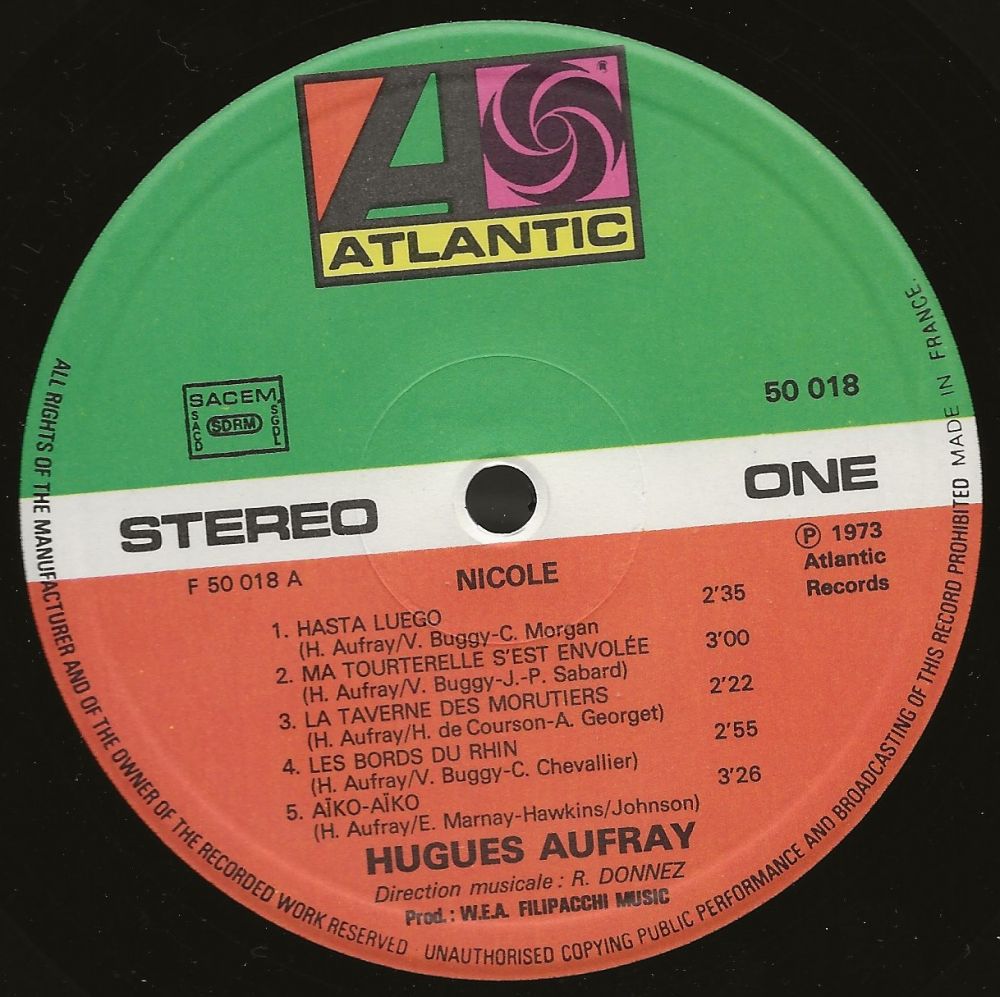 ®
ATLANTIC
SACEM
SACD
SDRM
SGDL
50 018
STEREO
ONE
F 50 018 A
NICOLE
℗ 1973
Atlantic
Records
1. HASTA LUEGO 2'35
(H. Aufray/V. Buggy-C. Morgan
2. MA TOURTERELLE S'EST ENVOLÉE 3'00
(H. Aufray/V. Buggy-J.-P. Sabard)
3. LA TAVERNE DES MORUTIERS 2'22
(H. Aufray/H. de Courson-A. Georget)
4. LES BORDS DU RHIN 2'55
(H. Aufray/V. Buggy-C. Chevallier)
5. AÏKO-AÏKO 3'26
(H. Aufray/E. Marnay-Hawkins/Johnson)
HUGUES AUFRAY
Direction musicale : R. DONNEZ
Prod. : W.E.A. FILIPACCHI MUSIC
ALL RIGHTS OF THE MANUFACTURER AND OF THE OWNER OF THE RECORDED WORK RESERVED · UNAUTHORISED COPYING PUBLIC PERFORMANCE AND BROADCASTING OF THIS RECORD PROHIBITED MADE IN FRANCE.